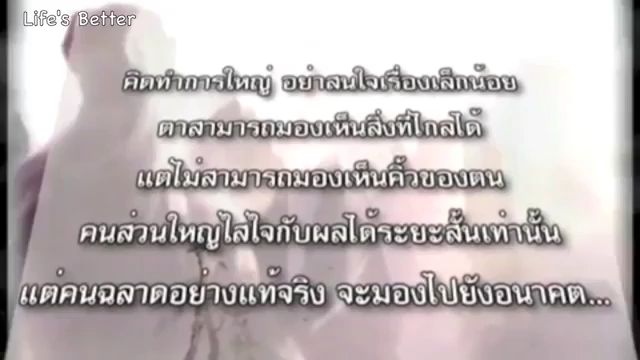 Life's Better
คิดทำการใหญ่ อย่าสนใจเรื่องเล็กน้อย
ตาสามารถมองเห็นสิ่งที่ไกลได้
แต่ไม่สามารถมองเห็นคิ้วของตน
คนส่วนใหญ่ใส่ใจกับผลได้ระยะสั้นเท่านั้น
แต่คนฉลาดอย่างแท้จริง จะมองไปยังอนาคต...